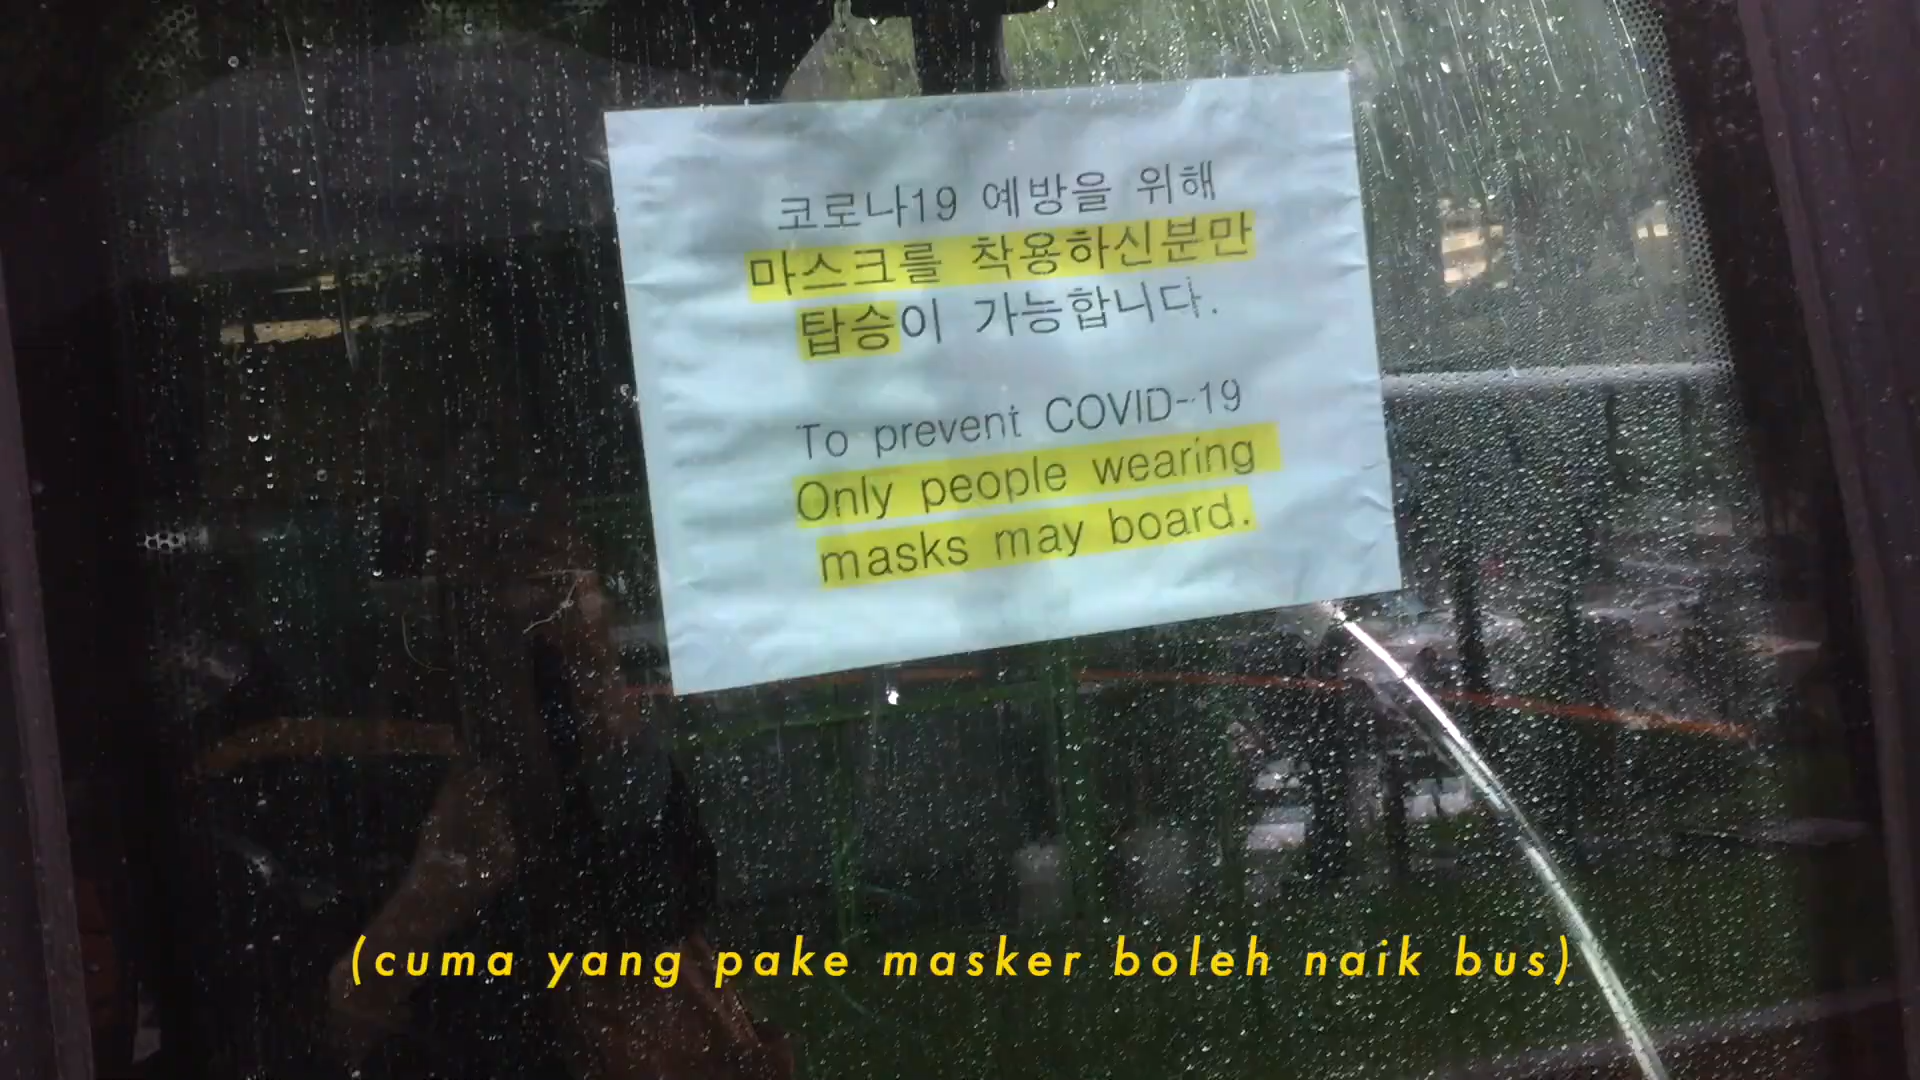 코로나19 예방을 위해
마스크를 착용하신분만
탑승이 가능합니다.
To prevent COVID-19
Only people wearing
masks may board.
(cuma yang pake masker boleh naik bus)